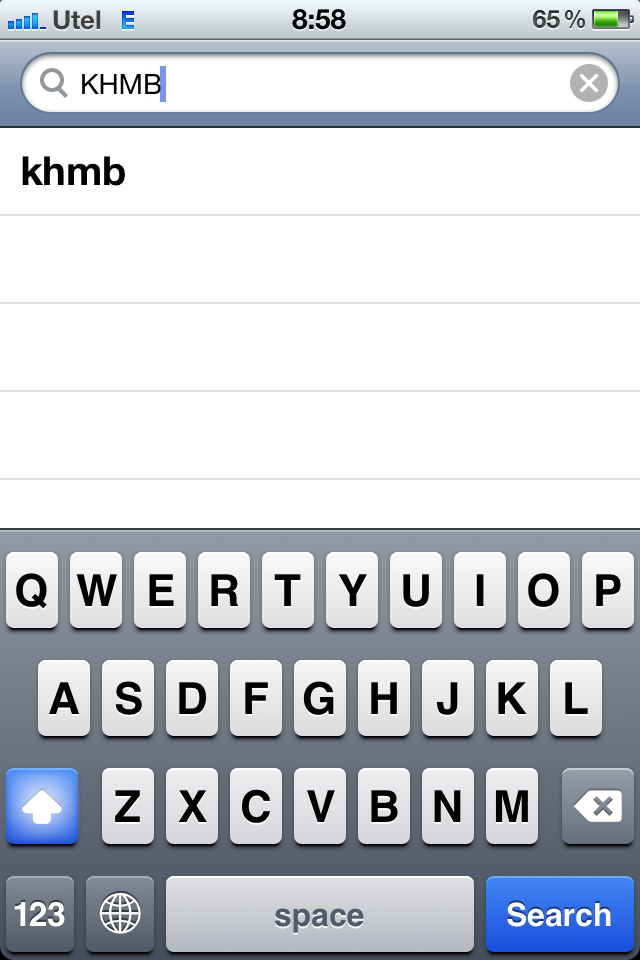 Utel E 8:58 65 %
KHMB
khmb
Q W E R T Y U I O P
A S D F G H J K L
Z X C V B N M
123 space Search